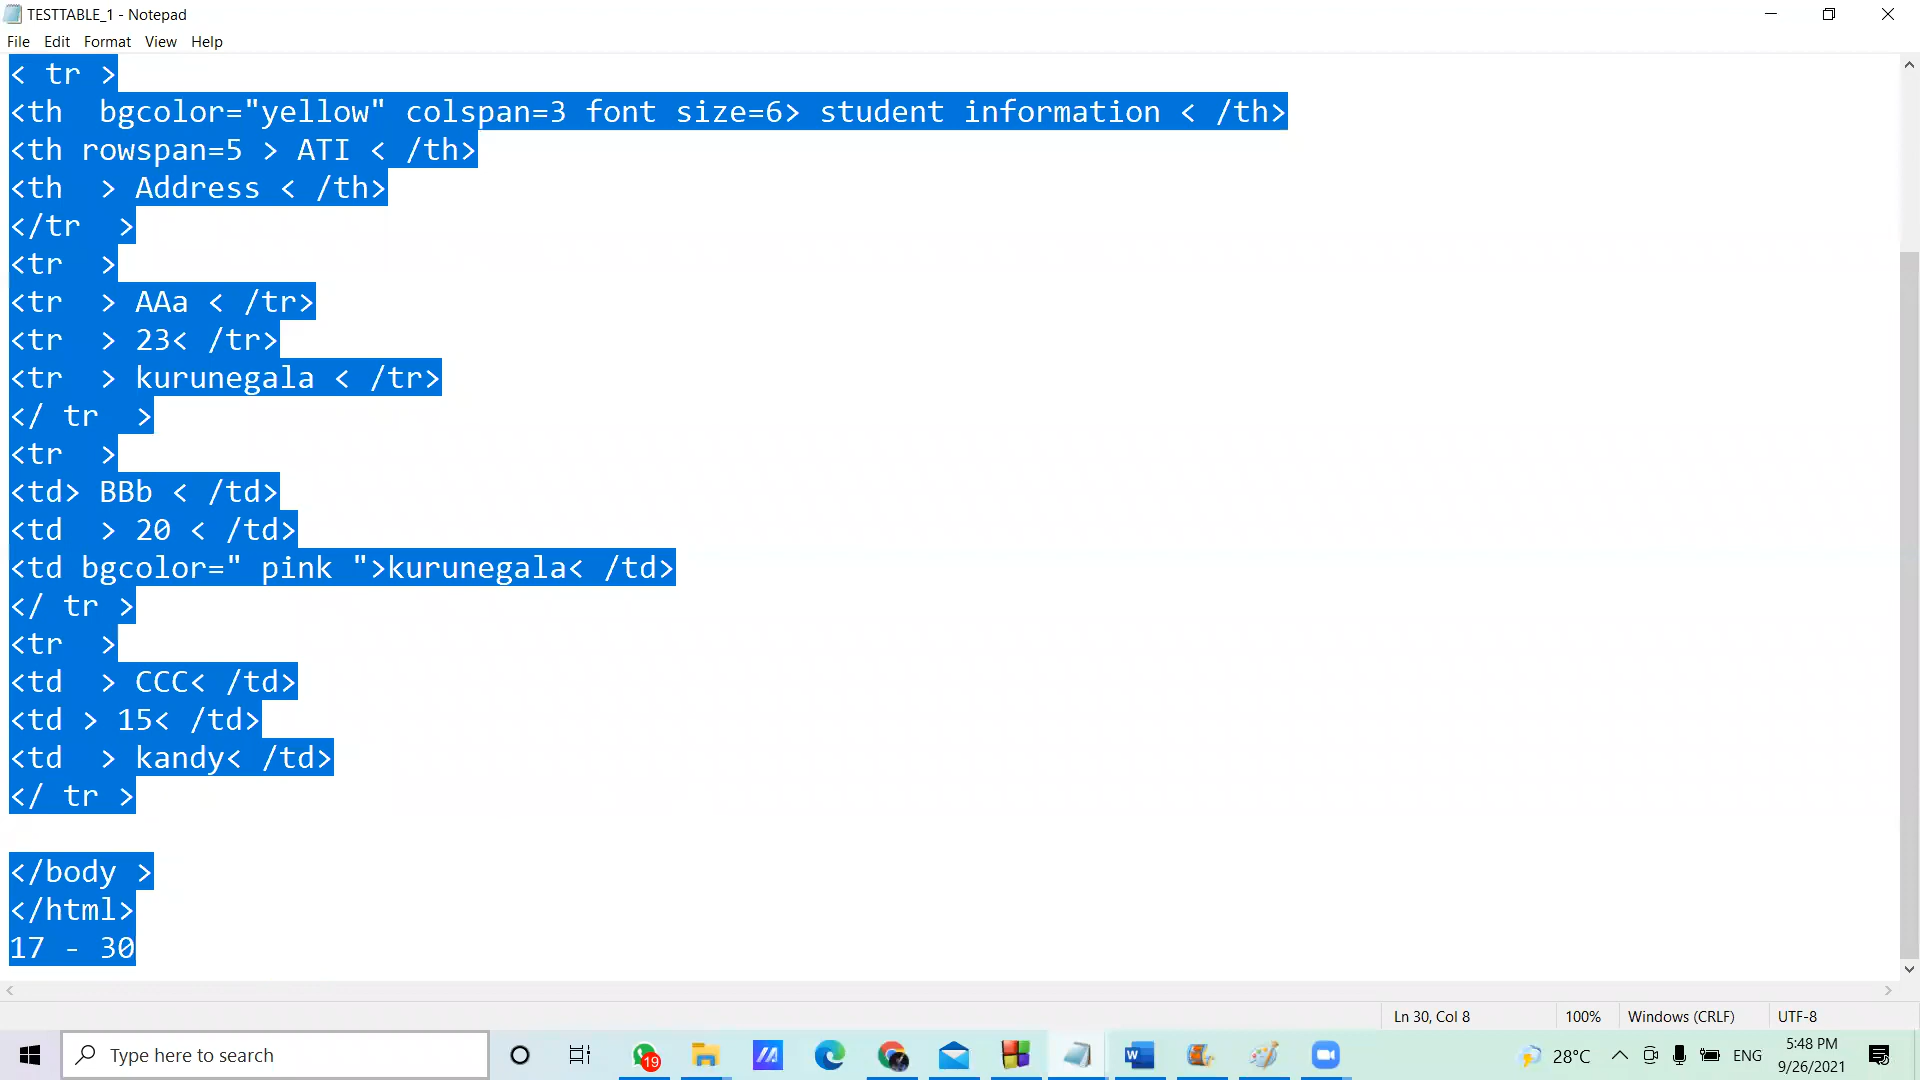 TESTTABLE_1 - Notepad
File Edit Format View Help
< tr >
<th  bgcolor="yellow" colspan=3 font size=6> student information < /th>
<th rowspan=5 > ATI < /th>
<th  > Address < /th>
</tr  >
<tr  >
<tr  > AAa < /tr>
<tr  > 23< /tr>
<tr  > kurunegala < /tr>
</ tr  >
<tr  >
<td> BBb < /td>
<td  > 20 < /td>
<td bgcolor=" pink ">kurunegala< /td>
</ tr >
<tr  >
<td  > CCC< /td>
<td > 15< /td>
<td  > kandy< /td>
</ tr >
</body >
</html>
17 - 30
Ln 30, Col 8 100% Windows (CRLF) UTF-8
Type here to search 19 28°C ENG 5:48 PM
9/26/2021